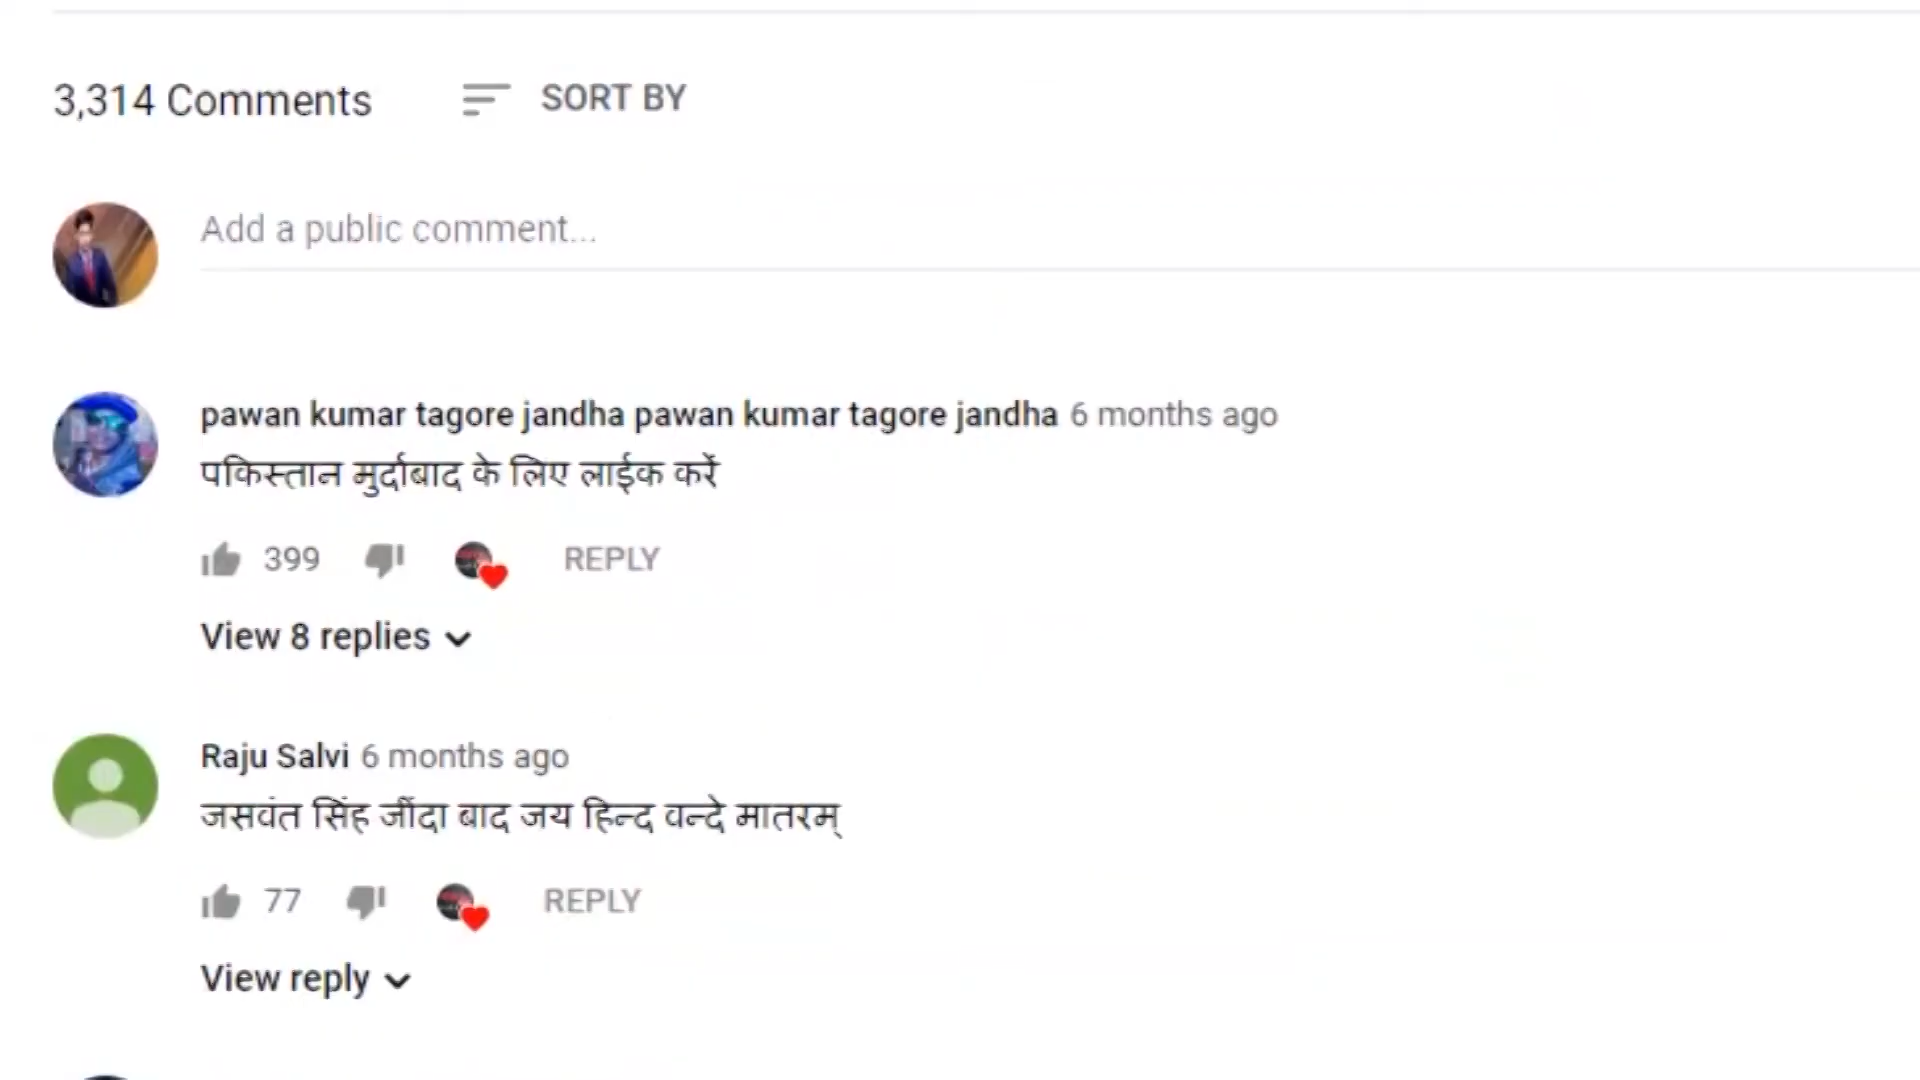 3,314 Comments SORT BY
Add a public comment...
pawan kumar tagore jandha pawan kumar tagore jandha 6 months ago
पकिस्तान मुर्दाबाद के लिए लाईक करें
399 REPLY
View 8 replies
Raju Salvi 6 months ago
जसवंत सिंह जींदा बाद जय हिन्द वन्दे मातरम्
77 REPLY
View reply